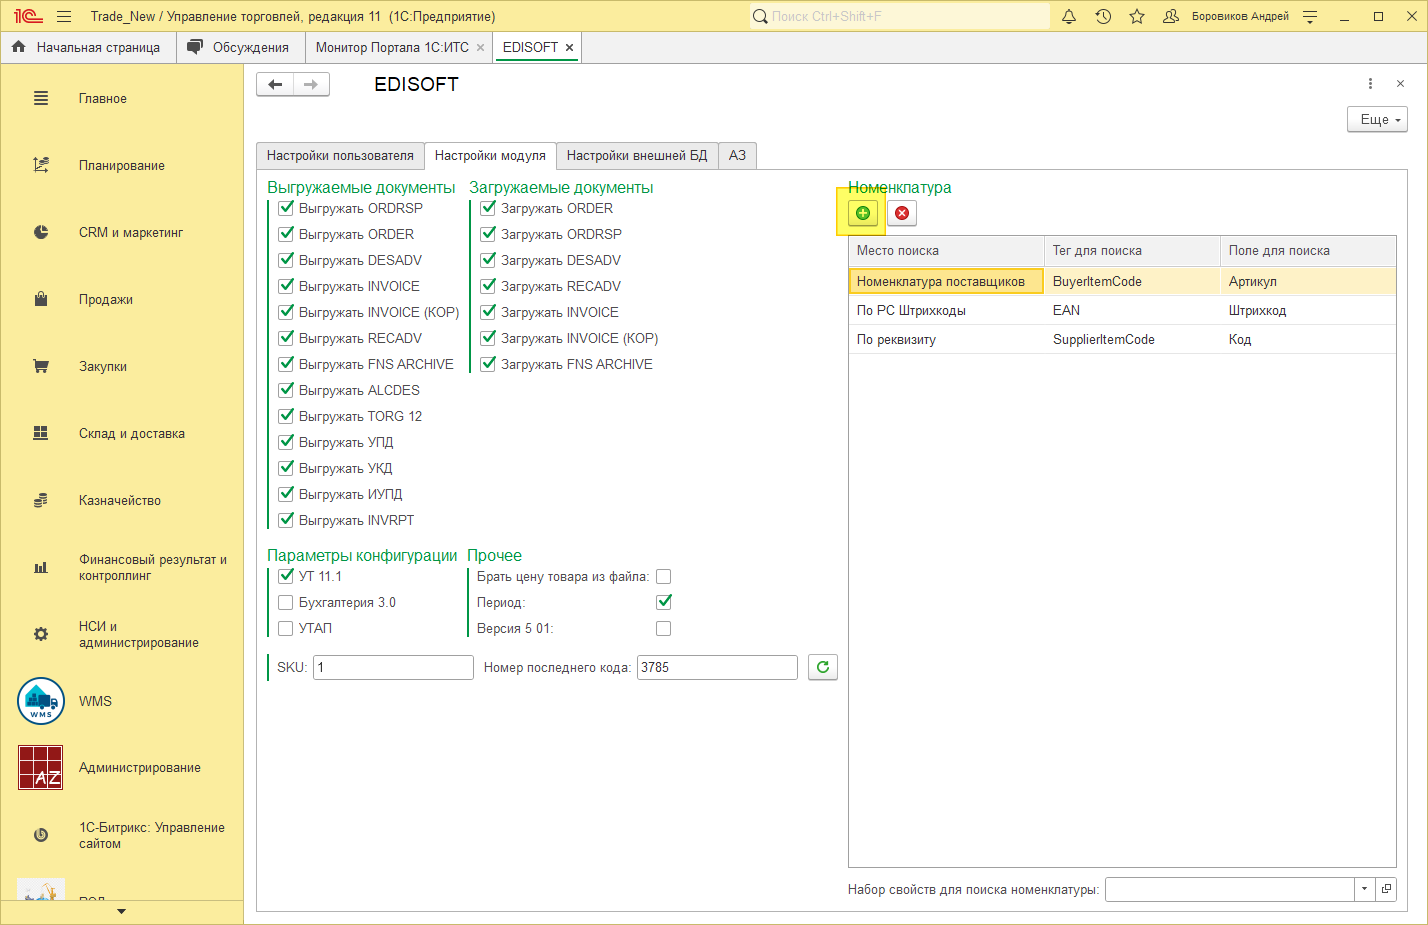 Trade_New / Управление торговлей, редакция 11 (1С:Предприятие)
Поиск Ctrl+Shift+F
Боровиков Андрей
Начальная страница
Обсуждения
Монитор Портала 1С:ИТС
EDISOFT
Главное
Планирование
CRM и маркетинг
Продажи
Закупки
Склад и доставка
Казначейство
Финансовый результат и
контроллинг
НСИ и
администрирование
WMS
WMS
AZ
Администрирование
1С-Битрикс: Управление
сайтом
EDISOFT
Еще
Настройки пользователя
Настройки модуля
Настройки внешней БД
АЗ
Выгружаемые документы
Выгружать ORDRSP
Выгружать ORDER
Выгружать DESADV
Выгружать INVOICE
Выгружать INVOICE (КОР)
Выгружать RECADV
Выгружать FNS ARCHIVE
Выгружать ALCDES
Выгружать TORG 12
Выгружать УПД
Выгружать УКД
Выгружать ИУПД
Выгружать INVRPT
Загружаемые документы
Загружать ORDER
Загружать ORDRSP
Загружать DESADV
Загружать RECADV
Загружать INVOICE
Загружать INVOICE (КОР)
Загружать FNS ARCHIVE
Параметры конфигурации
УТ 11.1
Бухгалтерия 3.0
УТАП
Прочее
Брать цену товара из файла:
Период:
Версия 5 01:
SKU: 1
Номер последнего кода: 3785
Номенклатура
Место поиска Тег для поиска Поле для поиска
Номенклатура поставщиков BuyerItemCode Артикул
По РС Штрихкоды EAN Штрихкод
По реквизиту SupplierItemCode Код
Набор свойств для поиска номенклатуры: